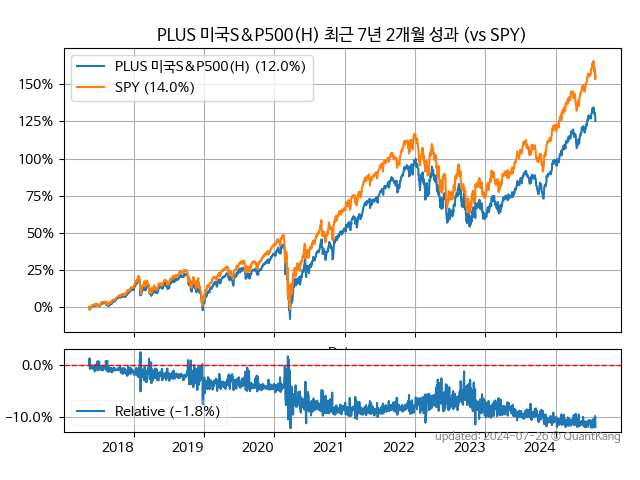 PLUS 미국S&P500(H) 최근 7년 2개월 성과 (vs SPY)
PLUS 미국S&P500(H) (12.0%)
SPY (14.0%)
150%
125%
100%
75%
50%
25%
0%
0.0%
−10.0%
Relative (−1.8%)
updated: 2024-07-26 © QuantKang
2018 2019 2020 2021 2022 2023 2024